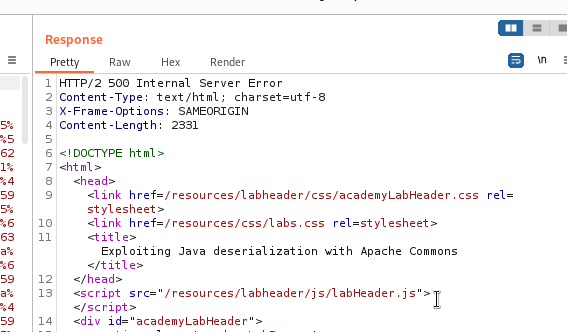 Response
Pretty Raw Hex Render
\n
1 HTTP/2 500 Internal Server Error
2 Content-Type: text/html; charset=utf-8
3 X-Frame-Options: SAMEORIGIN
5% 4 Content-Length: 2331
%5 5
62 6 <!DOCTYPE html>
1% 7 <html>
%4 8 <head>
59 9 <link href=/resources/labheader/css/academyLabHeader.css rel=
5% stylesheet>
%6 10 <link href=/resources/css/labs.css rel=stylesheet>
63 11 <title>
a% Exploiting Java deserialization with Apache Commons
%6 </title>
59 12 </head>
a% 13 <script src="/resources/labheader/js/labHeader.js">
%4 </script>
59 14 <div id="academyLabHeader">